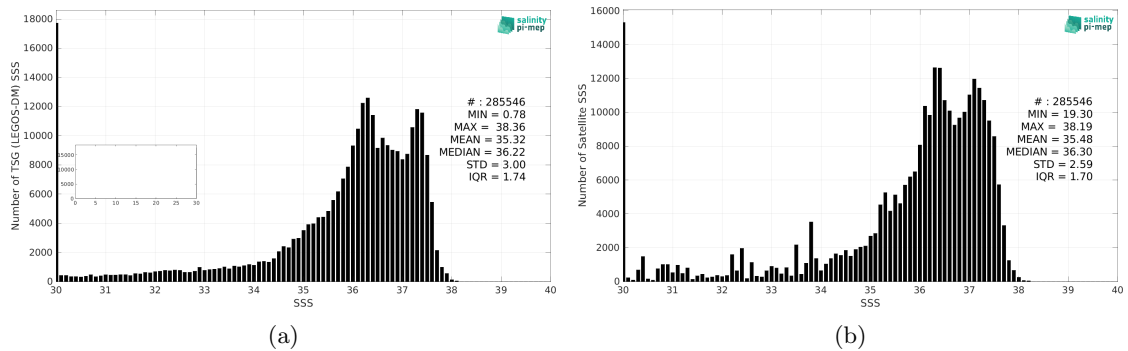 salinity
pi-mep
Number of TSG (LEGOS-DM) SSS
18000
16000
14000
12000
10000
8000
6000
4000
2000
0
# : 285546
MIN = 0.78
MAX = 38.36
MEAN = 35.32
MEDIAN = 36.22
STD = 3.00
IQR = 1.74
15000
10000
5000
0
0 5 10 15 20 25 30
30 31 32 33 34 35 36 37 38 39 40
SSS
(a)
salinity
pi-mep
Number of Satellite SSS
16000
14000
12000
10000
8000
6000
4000
2000
0
# : 285546
MIN = 19.30
MAX = 38.19
MEAN = 35.48
MEDIAN = 36.30
STD = 2.59
IQR = 1.70
30 31 32 33 34 35 36 37 38 39 40
SSS
(b)